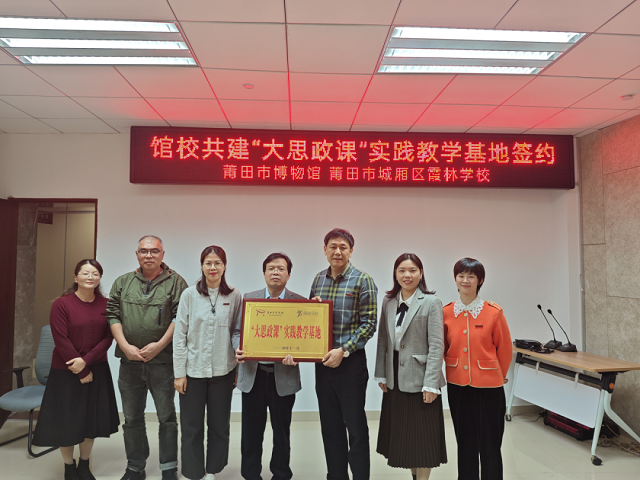 馆校共建“大思政课”实践教学基地签约
莆田市博物馆 莆田市城厢区霞林学校
“大思政课”实践教学基地